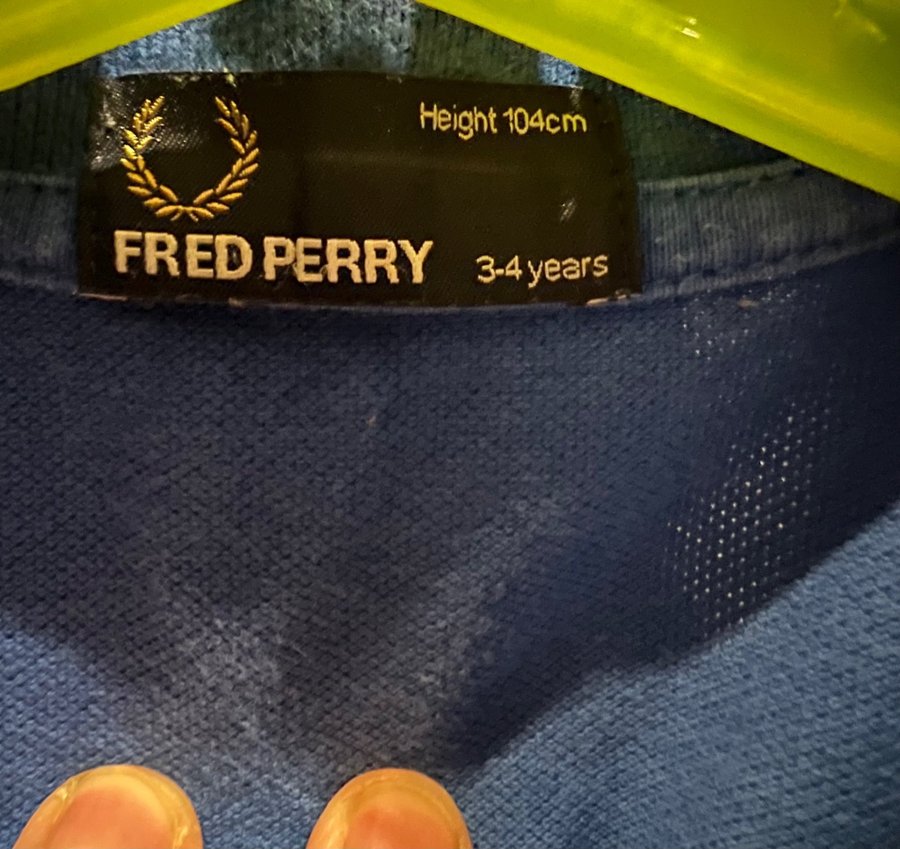 Height 104cm
FRED PERRY
3-4 years